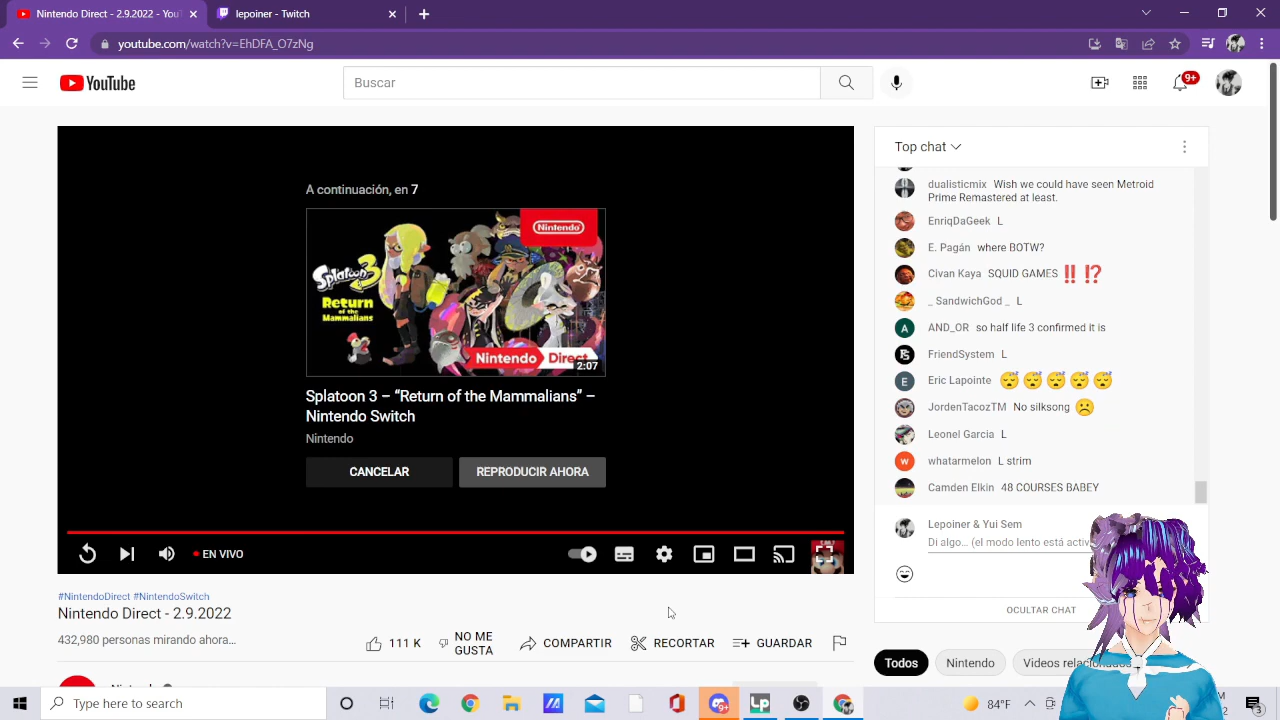 Nintendo Direct - 2.9.2022 - You
lepoiner - Twitch
youtube.com/watch?v=EhDFA_O7zNg
YouTube
Buscar
9+
A continuación, en 7
Nintendo
Splatoon 3
Return
of the
Mammalians
Nintendo Direct
2:07
Splatoon 3 – “Return of the Mammalians” –
Nintendo Switch
Nintendo
CANCELAR
REPRODUCIR AHORA
EN VIVO
#NintendoDirect #NintendoSwitch
Nintendo Direct - 2.9.2022
432,980 personas mirando ahora...
111 K
NO ME
GUSTA
COMPARTIR
RECORTAR
GUARDAR
Top chat
dualisticmix Wish we could have seen Metroid
Prime Remastered at least.
EnriqDaGeek L
E. Pagán where BOTW?
Civan Kaya SQUID GAMES ‼️ ⁉️
_ SandwichGod _ L
A AND_OR so half life 3 confirmed it is
FriendSystem L
E Eric Lapointe 😴 😴 😴 😴 😴
JordenTacozTM No silksong ☹️
Leonel Garcia L
w whatarmelon L strim
Camden Elkin 48 COURSES BABEY
Lepoiner & Yui Sem
Di algo... (el modo lento está activ
OCULTAR CHAT
Todos
Nintendo
Videos relacionados
Type here to search
9+
Lp
84°F
3